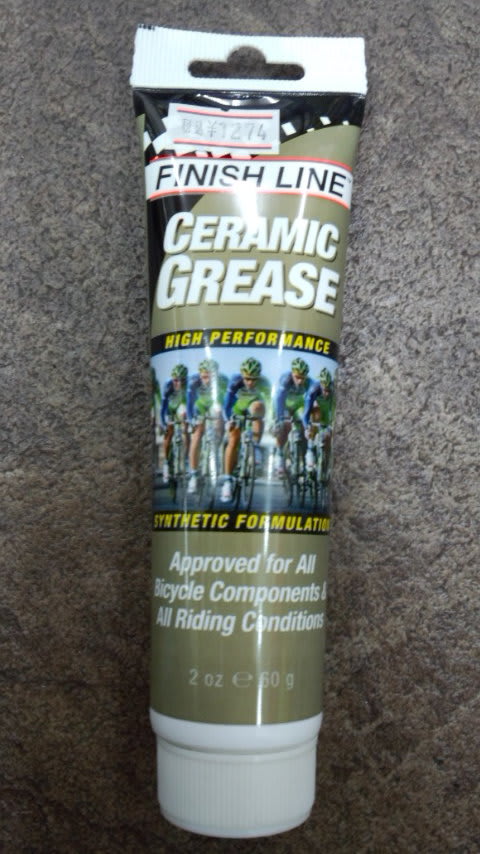 ¥1274
FINISH LINE
CERAMIC
GREASE
HIGH PERFORMANCE
SYNTHETIC FORMULATION
Approved for All
Bicycle Components &
All Riding Conditions
2 oz ℮ 60 g